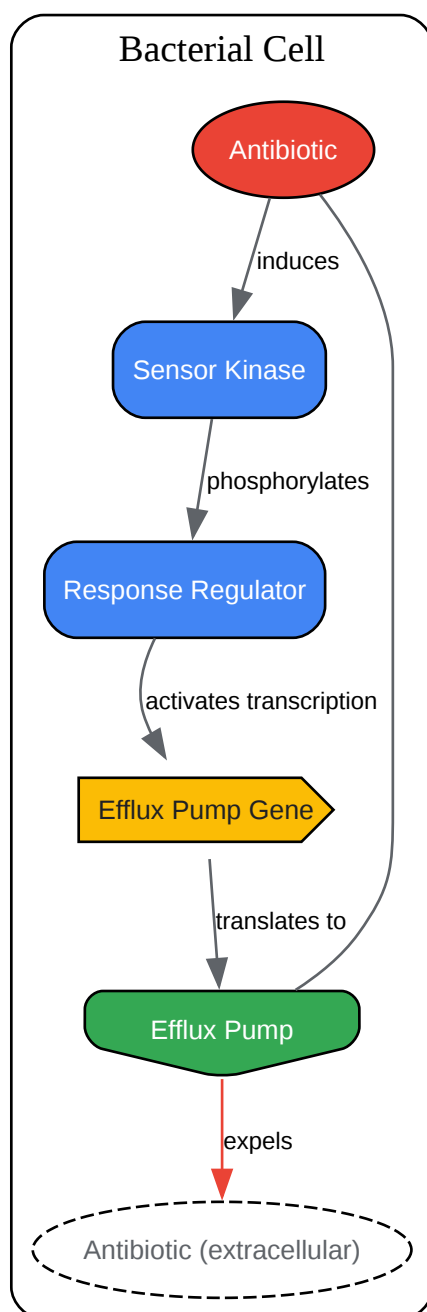 Bacterial Cell
Antibiotic
induces
Sensor Kinase
phosphorylates
Response Regulator
activates transcription
Efflux Pump Gene
translates to
Efflux Pump
expels
Antibiotic (extracellular)